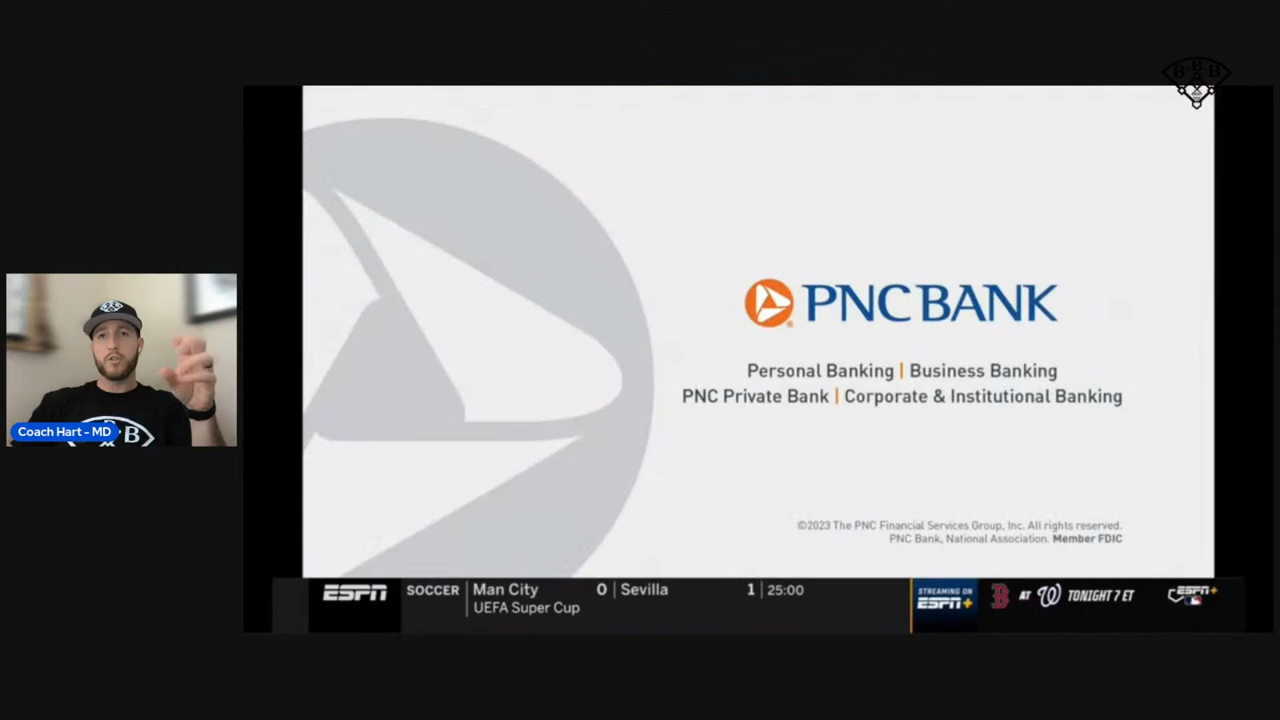 B B B
PNC BANK
Personal Banking | Business Banking
PNC Private Bank | Corporate & Institutional Banking
©2023 The PNC Financial Services Group, Inc. All rights reserved.
PNC Bank, National Association. Member FDIC
Coach Hart - MD
B
ESPN SOCCER Man City 0 Sevilla 1 25:00
UEFA Super Cup
STREAMING ON
ESPN+
B AT W TONIGHT 7 ET
ESPN+